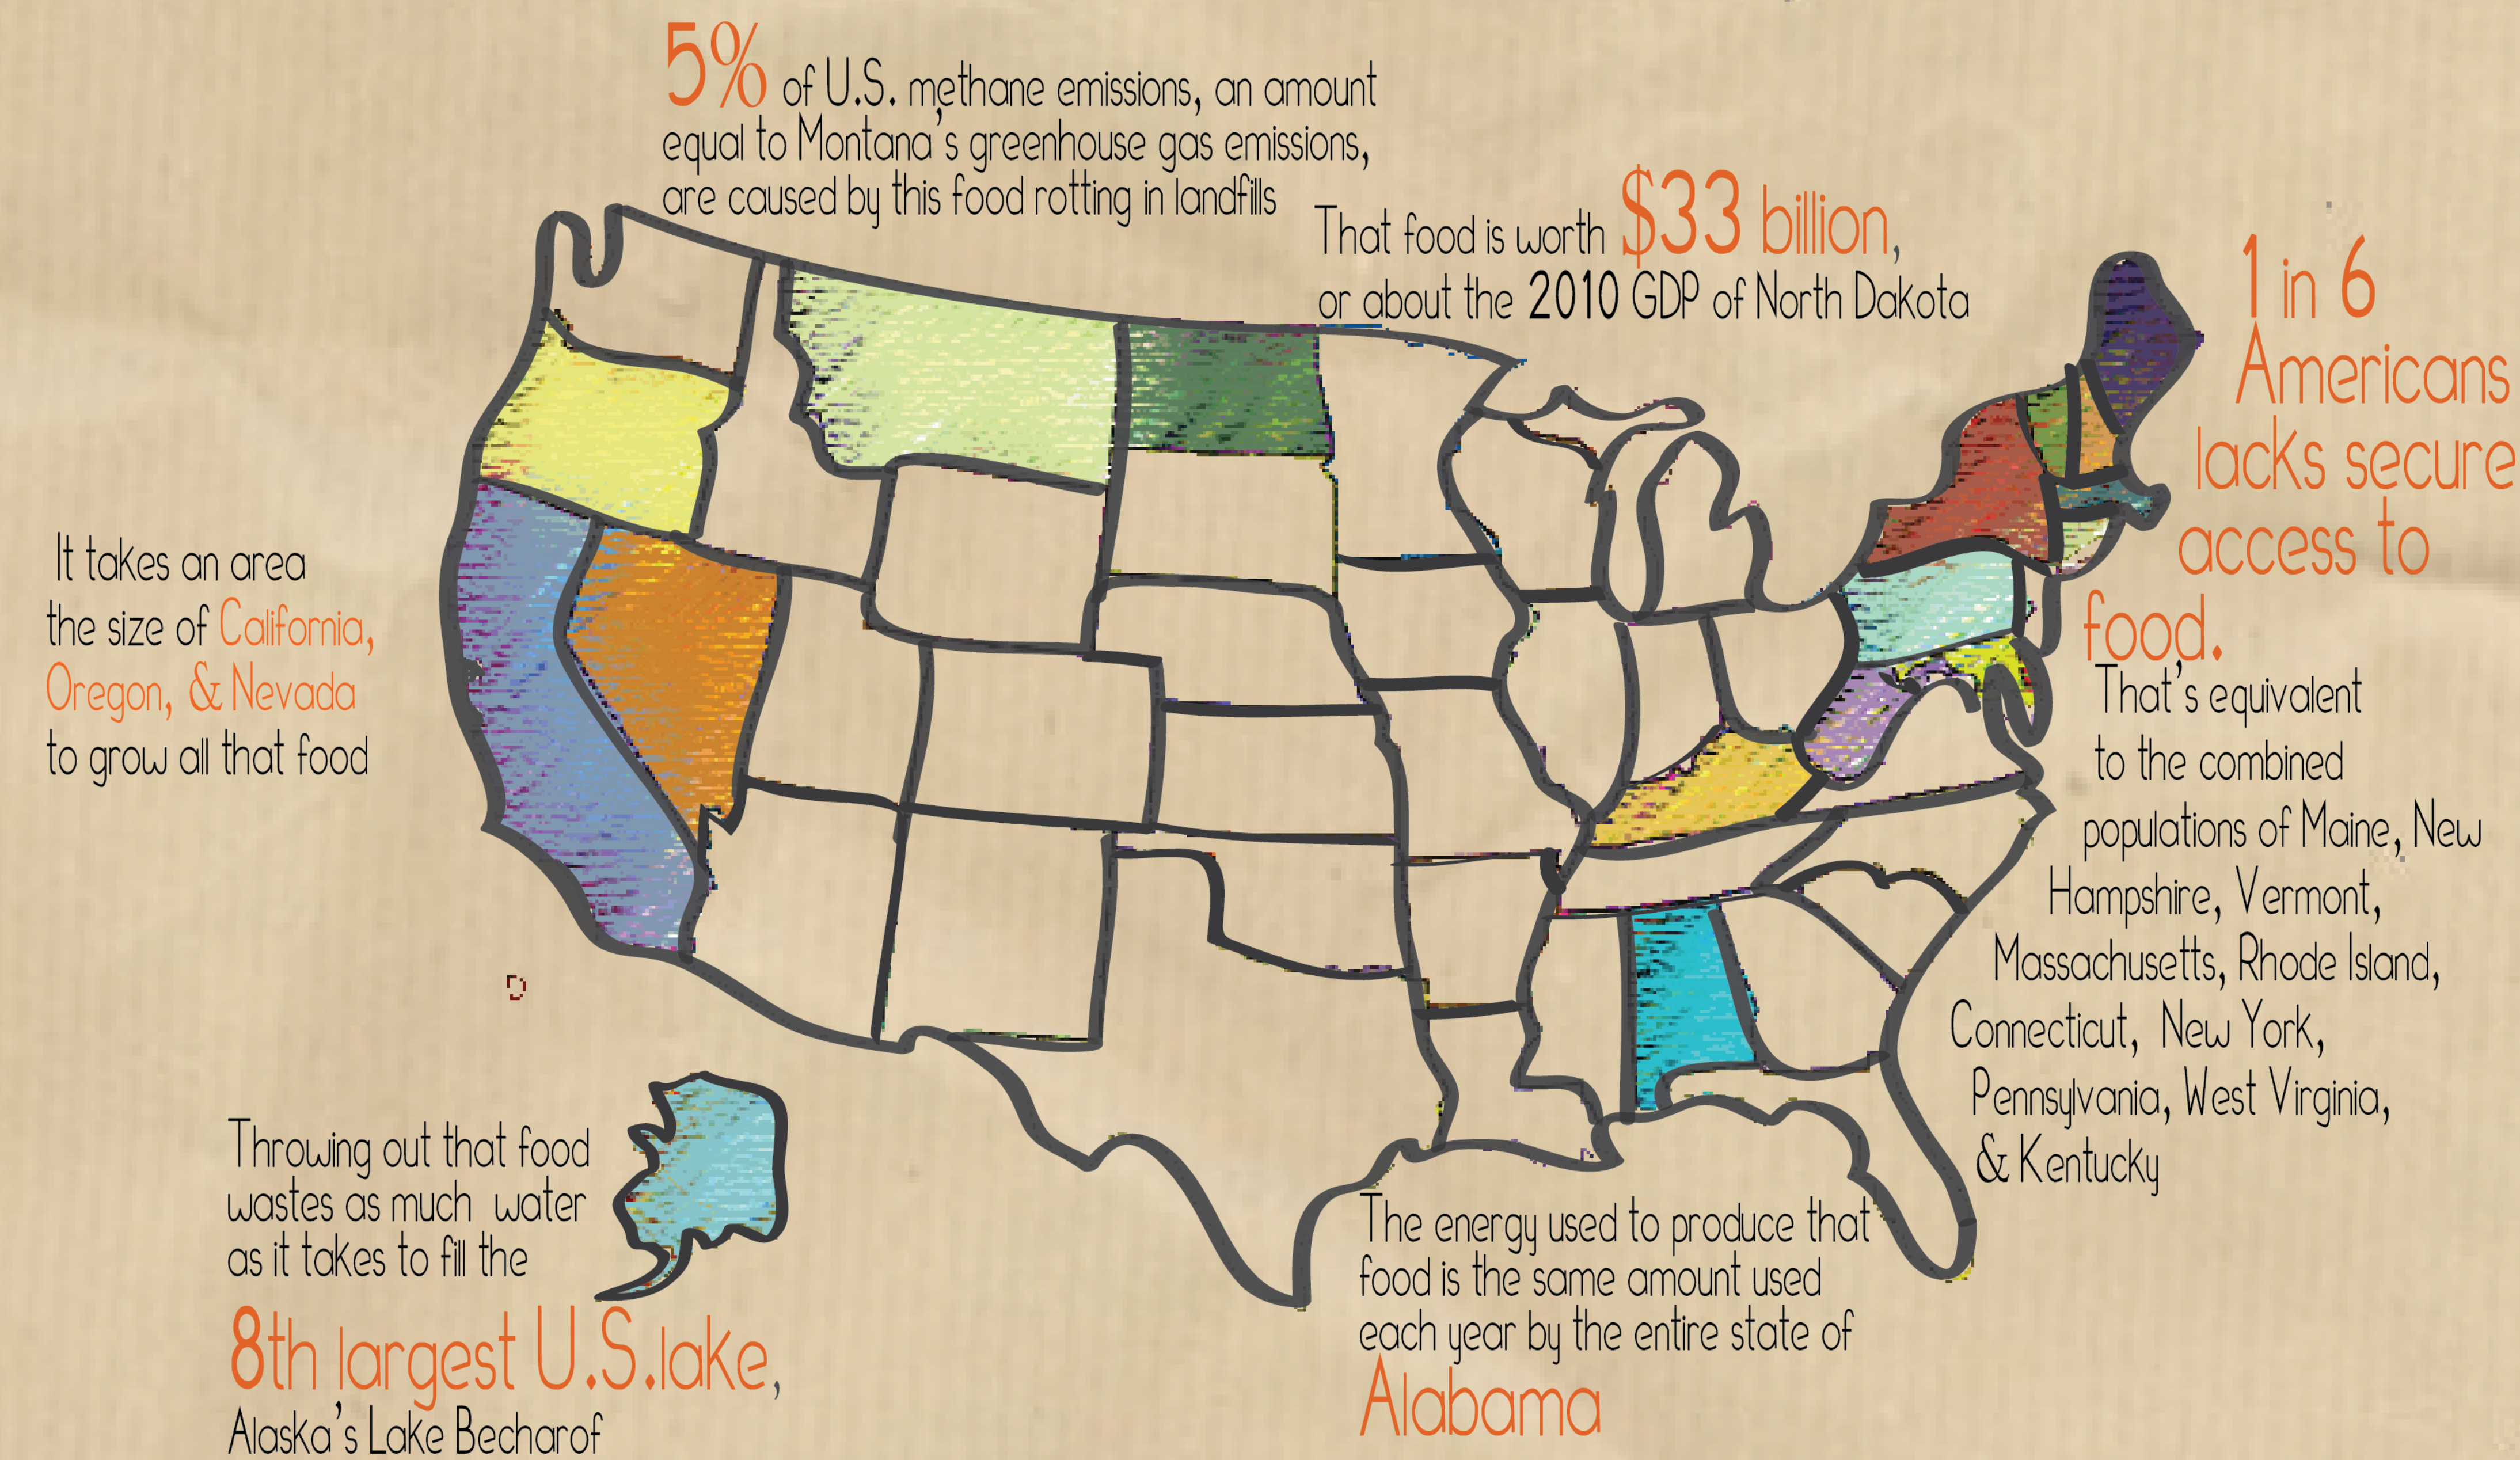 5% of U.S. methane emissions, an amount
equal to Montana's greenhouse gas emissions,
are caused by this food rotting in landfills
That food is worth $33 billion,
or about the 2010 GDP of North Dakota
1 in 6
Americans
lacks secure
access to
food.
That's equivalent
to the combined
populations of Maine, New
Hampshire, Vermont,
Massachusetts, Rhode Island,
Connecticut, New York,
Pennsylvania, West Virginia,
& Kentucky
It takes an area
the size of California,
Oregon, & Nevada
to grow all that food
Throwing out that food
wastes as much water
as it takes to fill the
8th largest U.S.lake,
Alaska's Lake Becharof
The energy used to produce that
food is the same amount used
each year by the entire state of
Alabama